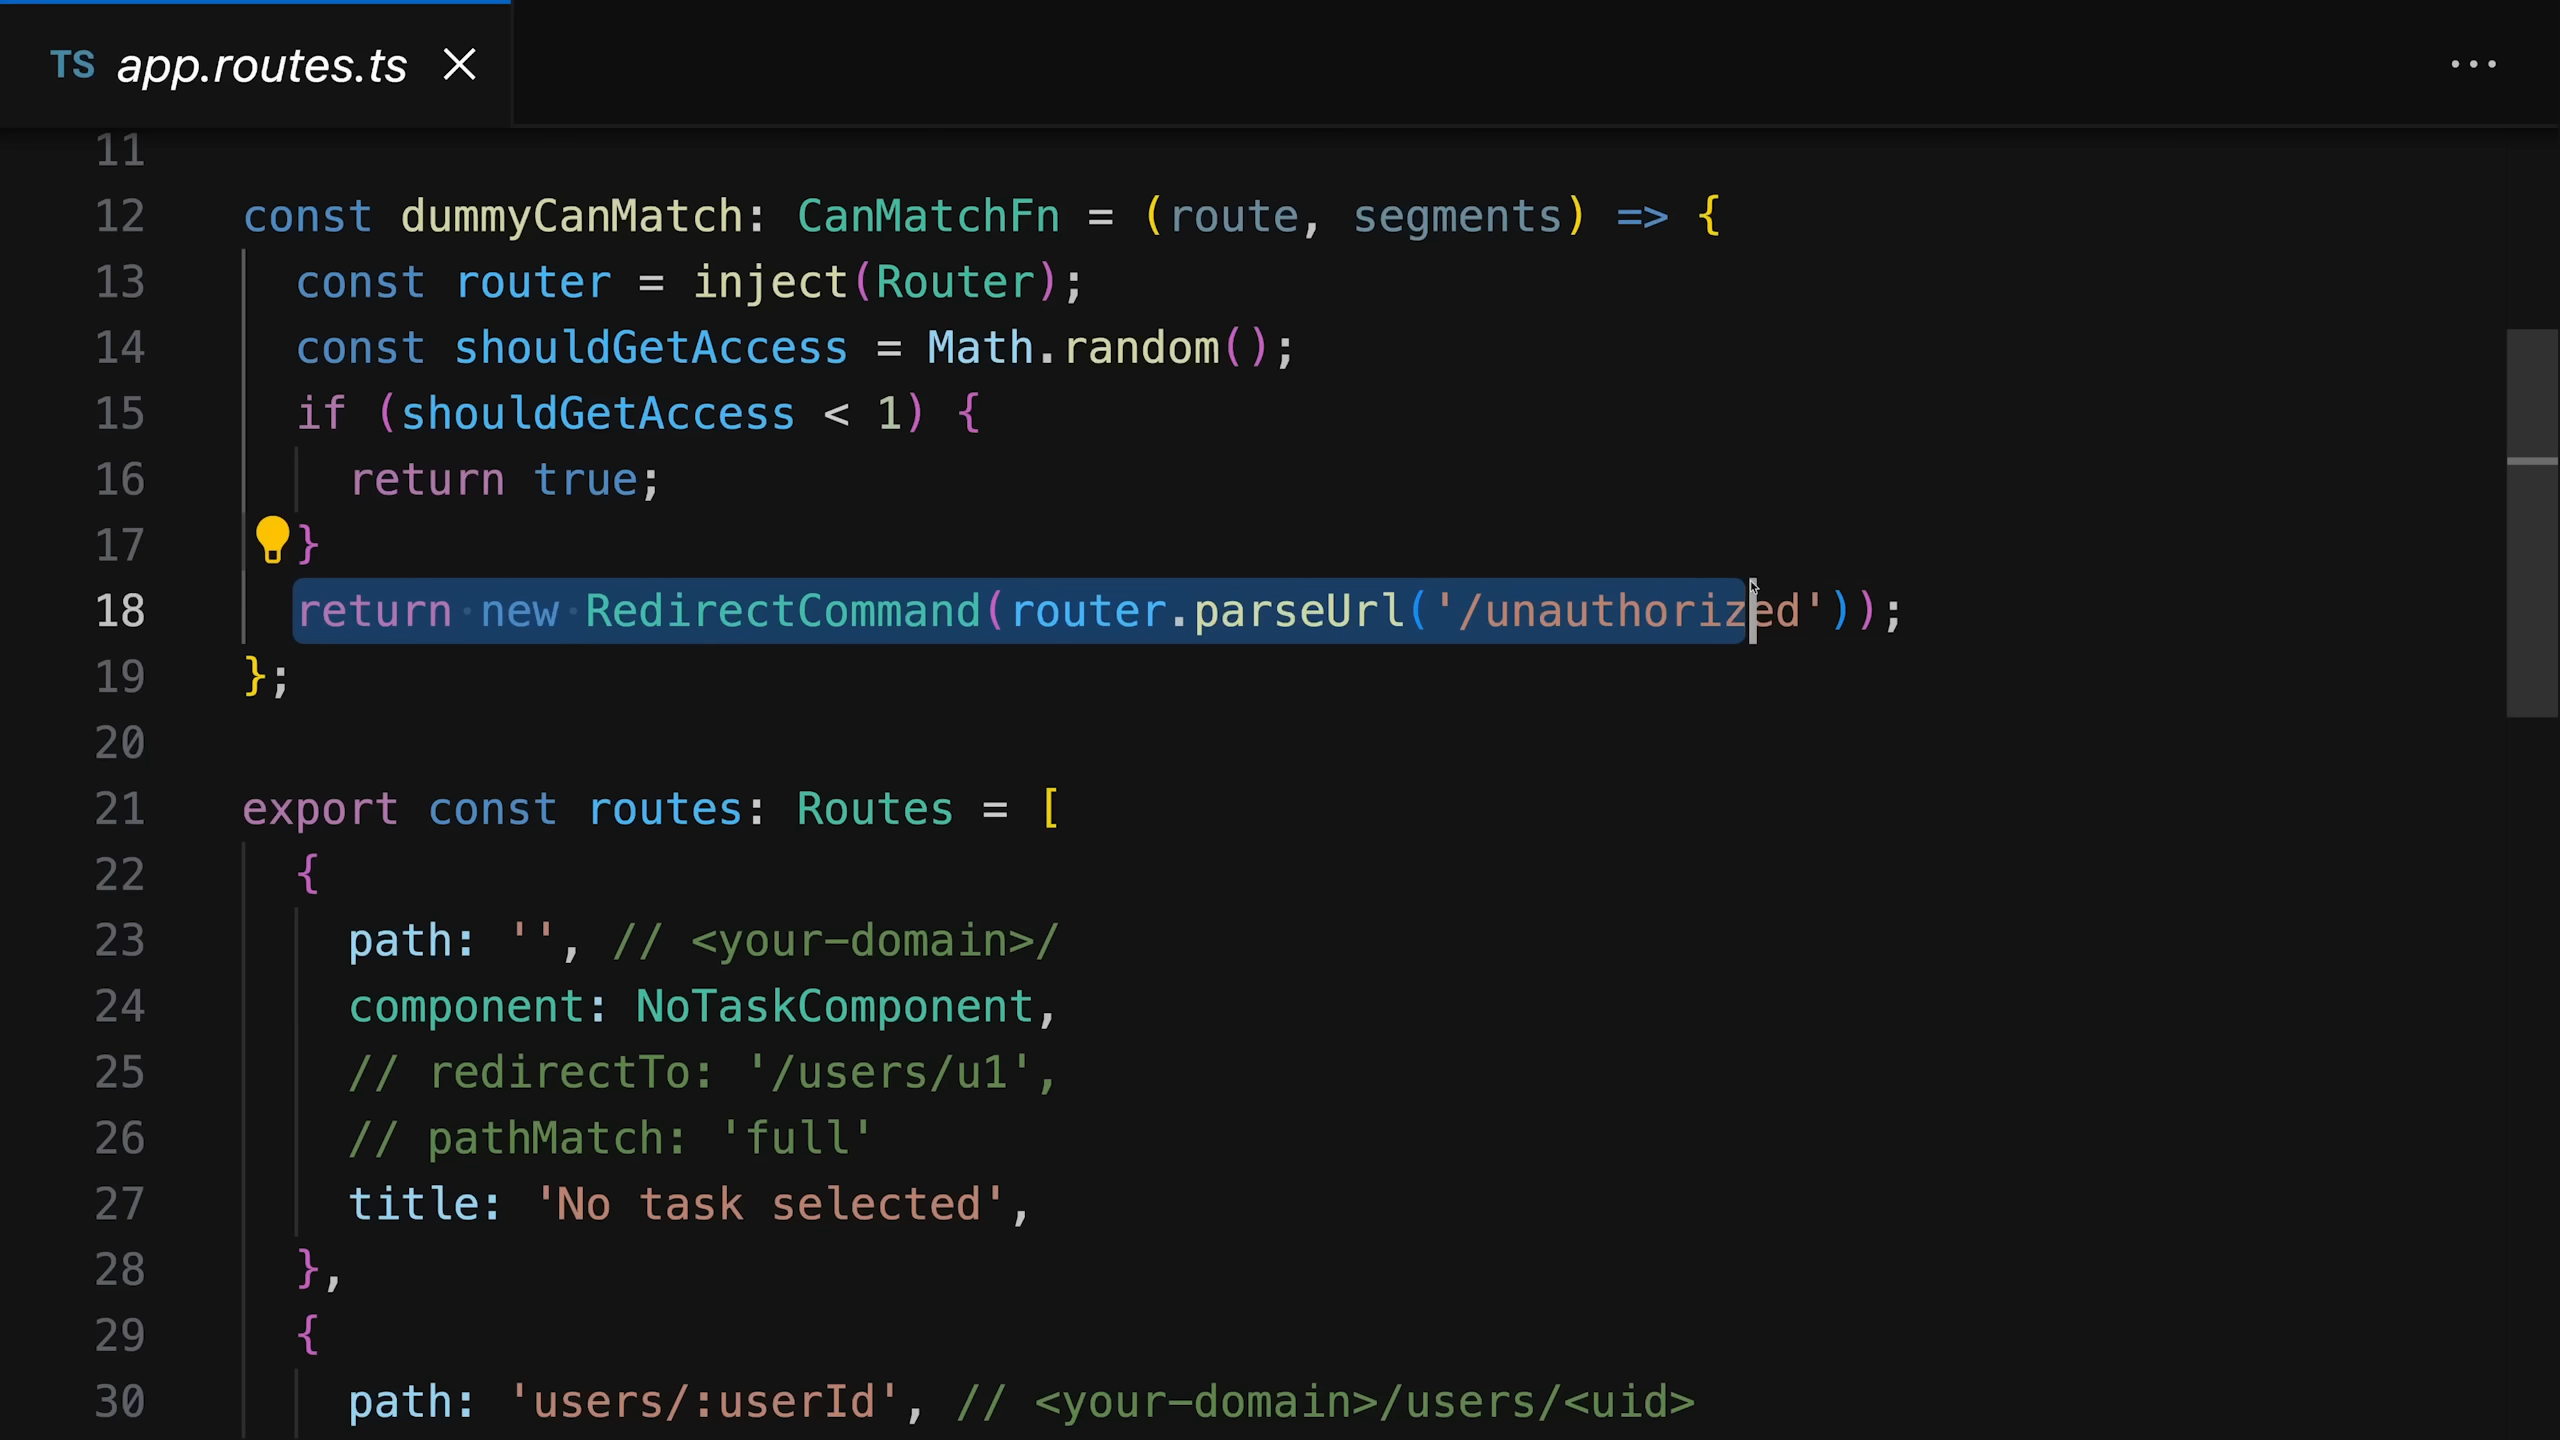 TS app.routes.ts
11
12 const dummyCanMatch: CanMatchFn = (route, segments) => {
13 const router = inject(Router);
14 const shouldGetAccess = Math.random();
15 if (shouldGetAccess < 1) {
16 return true;
17 }
18 return new RedirectCommand(router.parseUrl('/unauthorized'));
19 };
20
21 export const routes: Routes = [
22 {
23 path: '', // <your-domain>/
24 component: NoTaskComponent,
25 // redirectTo: '/users/u1',
26 // pathMatch: 'full'
27 title: 'No task selected',
28 },
29 {
30 path: 'users/:userId', // <your-domain>/users/<uid>